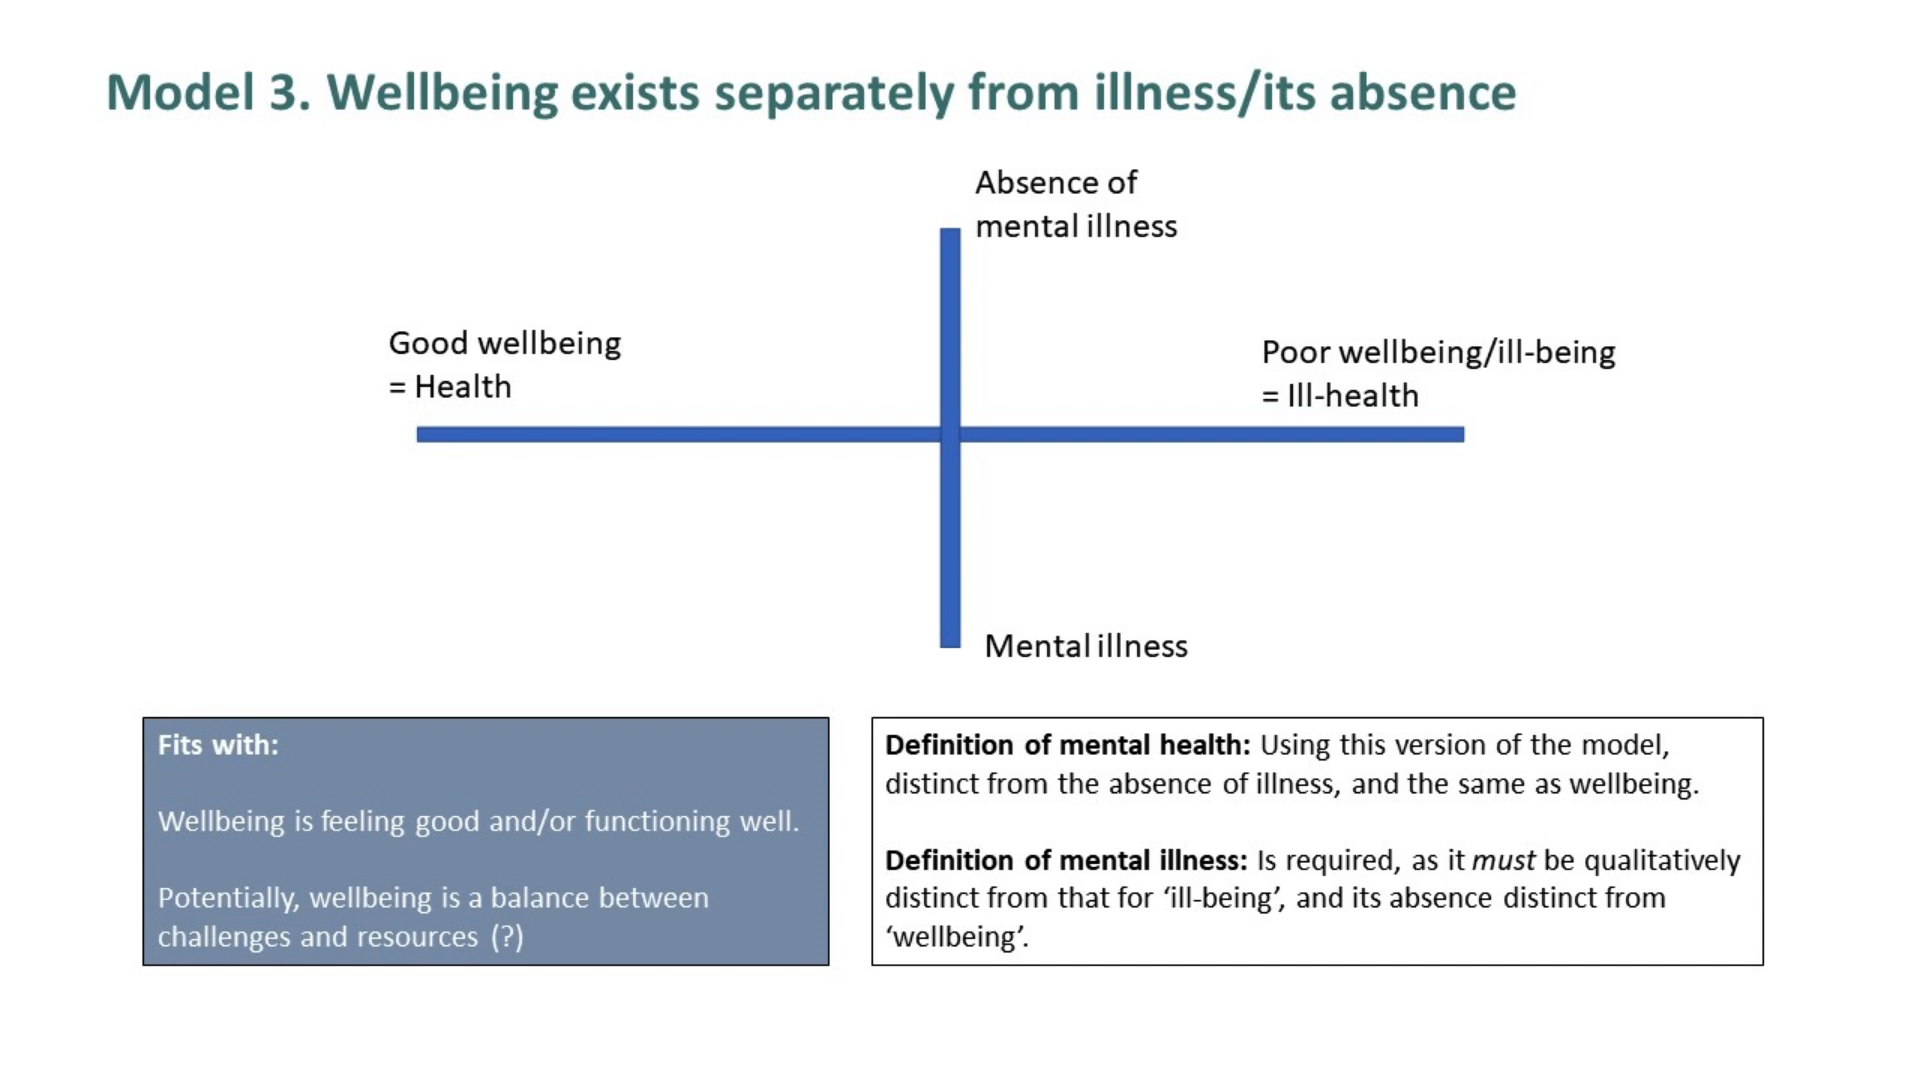 Model 3. Wellbeing exists separately from illness/its absence
Absence of
mental illness
Good wellbeing
= Health
Poor wellbeing/ill-being
= Ill-health
Mental illness
Fits with:
Wellbeing is feeling good and/or functioning well.
Potentially, wellbeing is a balance between
challenges and resources (?)
Definition of mental health: Using this version of the model,
distinct from the absence of illness, and the same as wellbeing.
Definition of mental illness: Is required, as it must be qualitatively
distinct from that for ‘ill-being’, and its absence distinct from
‘wellbeing’.